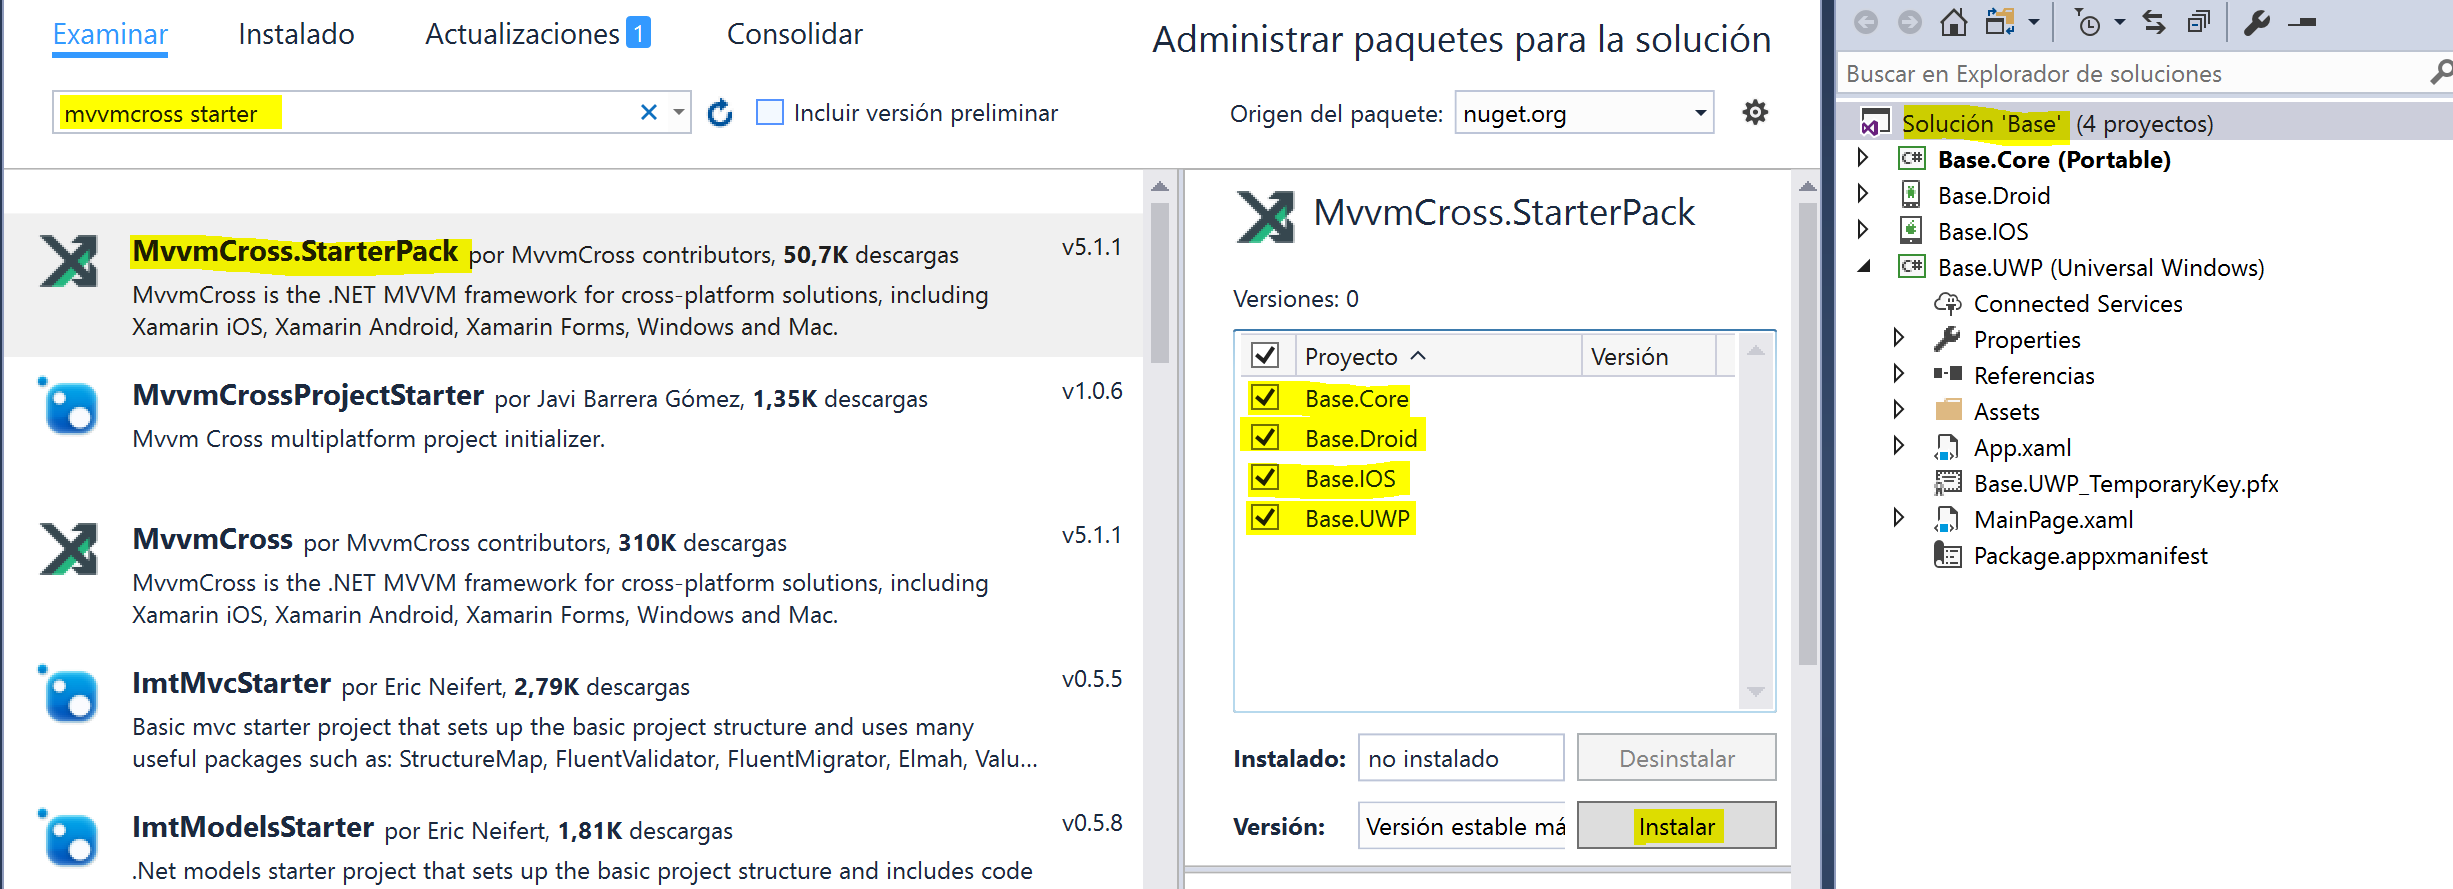 Examinar
Instalado
Actualizaciones 1
Consolidar
Administrar paquetes para la solución
mvvmcross starter
Incluir versión preliminar
Origen del paquete: nuget.org
MvvmCross.StarterPack por MvvmCross contributors, 50,7K descargas
v5.1.1
MvvmCross is the .NET MVVM framework for cross-platform solutions, including
Xamarin iOS, Xamarin Android, Xamarin Forms, Windows and Mac.
MvvmCrossProjectStarter por Javi Barrera Gómez, 1,35K descargas
v1.0.6
Mvvm Cross multiplatform project initializer.
MvvmCross por MvvmCross contributors, 310K descargas
v5.1.1
MvvmCross is the .NET MVVM framework for cross-platform solutions, including
Xamarin iOS, Xamarin Android, Xamarin Forms, Windows and Mac.
ImtMvcStarter por Eric Neifert, 2,79K descargas
v0.5.5
Basic mvc starter project that sets up the basic project structure and uses many
useful packages such as: StructureMap, FluentValidator, FluentMigrator, Elmah, Valu...
ImtModelsStarter por Eric Neifert, 1,81K descargas
v0.5.8
.Net models starter project that sets up the basic project structure and includes code
MvvmCross.StarterPack
Versiones: 0
Proyecto
Versión
Base.Core
Base.Droid
Base.IOS
Base.UWP
Instalado: no instalado
Desinstalar
Versión: Versión estable má
Instalar
Buscar en Explorador de soluciones
Solución 'Base' (4 proyectos)
C# Base.Core (Portable)
Base.Droid
Base.IOS
C# Base.UWP (Universal Windows)
Connected Services
Properties
Referencias
Assets
App.xaml
Base.UWP_TemporaryKey.pfx
MainPage.xaml
Package.appxmanifest